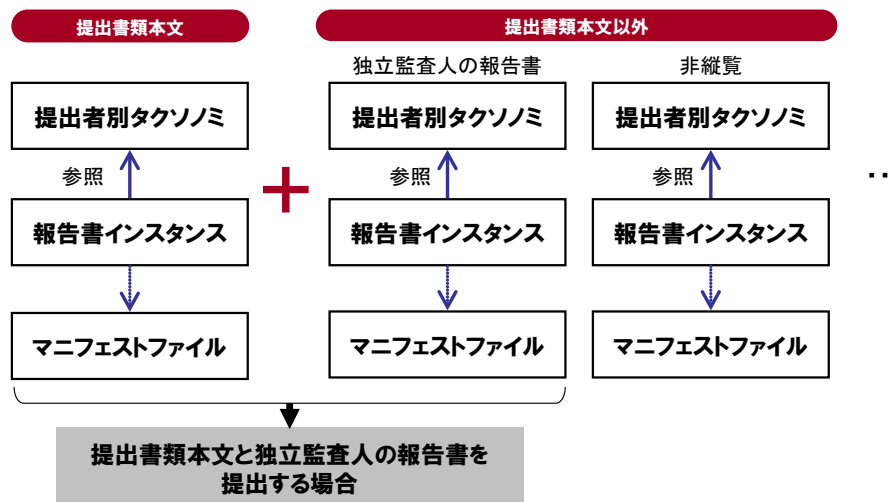 提出書類本文
提出書類本文以外
独立監査人の報告書
非縦覧
提出者別タクソノミ
提出者別タクソノミ
提出者別タクソノミ
参照
参照
参照
報告書インスタンス
報告書インスタンス
報告書インスタンス
マニフェストファイル
マニフェストファイル
マニフェストファイル
提出書類本文と独立監査人の報告書を
提出する場合